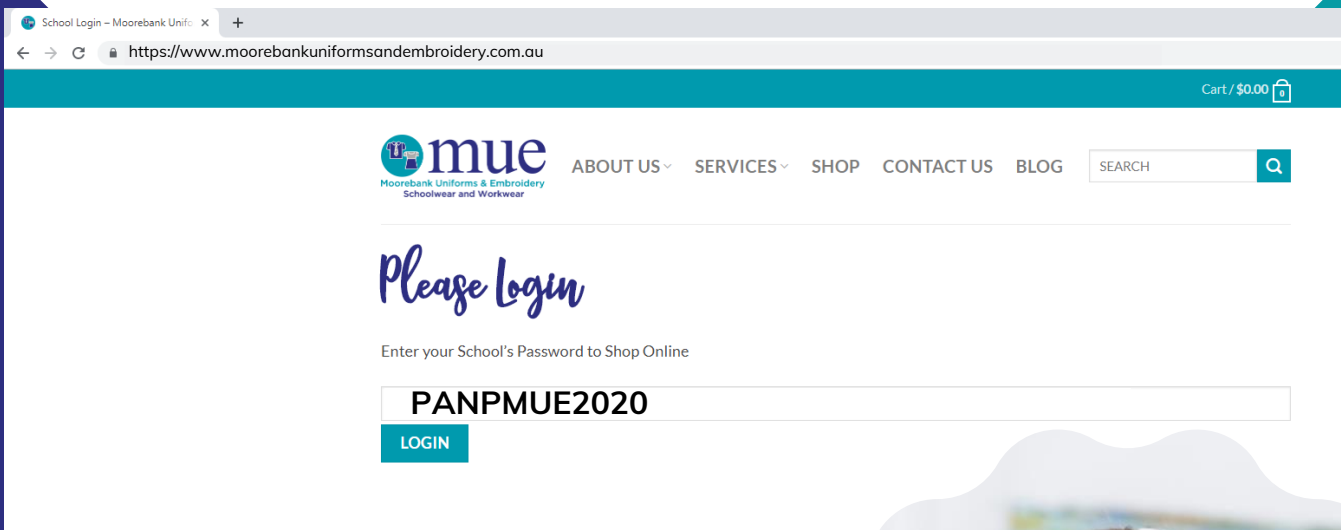 School Login – Moorebank Unifo
https://www.moorebankuniformsandembroidery.com.au
Cart / $0.00 0
mue
Moorebank Uniforms & Embroidery
Schoolwear and Workwear
ABOUT US SERVICES SHOP CONTACT US BLOG SEARCH
Please Login
Enter your School's Password to Shop Online
PANPMUE2020
LOGIN